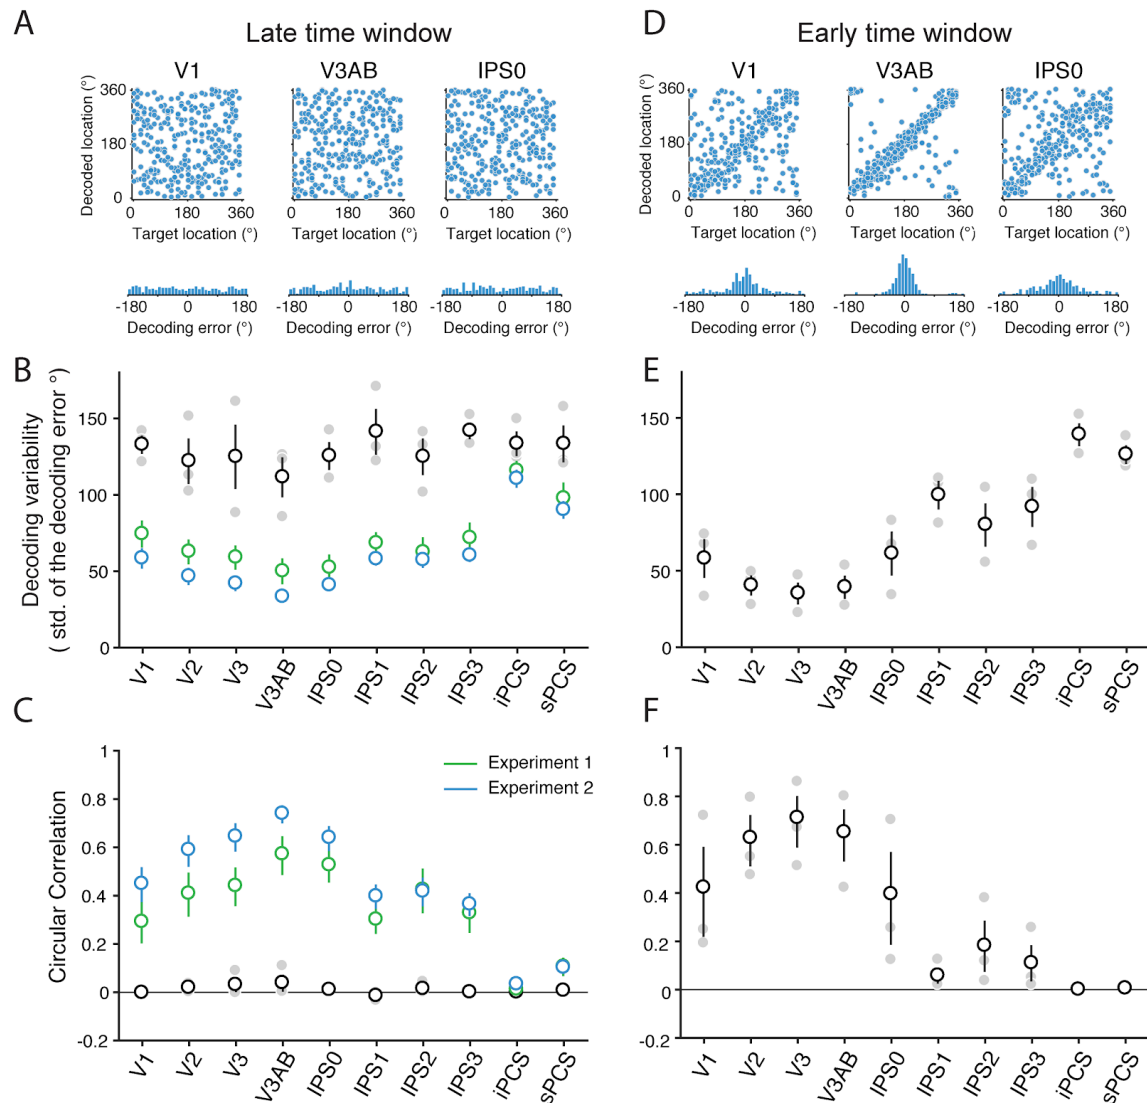 A
Late time window
V1
V3AB
IPS0
Decoded location (°)
360
180
0
0 180 360
0 180 360
0 180 360
Target location (°)
Target location (°)
Target location (°)
-180 0 180
-180 0 180
-180 0 180
Decoding error (°)
Decoding error (°)
Decoding error (°)
D
Early time window
V1
V3AB
IPS0
Decoded location (°)
360
180
0
0 180 360
0 180 360
0 180 360
Target location (°)
Target location (°)
Target location (°)
-180 0 180
-180 0 180
-180 0 180
Decoding error (°)
Decoding error (°)
Decoding error (°)
B
Decoding variability
( std. of the decoding error °)
150
100
50
0
V1 V2 V3 V3AB IPS0 IPS1 IPS2 IPS3 iPCS sPCS
E
150
100
50
0
V1 V2 V3 V3AB IPS0 IPS1 IPS2 IPS3 iPCS sPCS
C
Circular Correlation
1
0.8
0.6
0.4
0.2
0
-0.2
Experiment 1
Experiment 2
V1 V2 V3 V3AB IPS0 IPS1 IPS2 IPS3 iPCS sPCS
F
1
0.8
0.6
0.4
0.2
0
-0.2
V1 V2 V3 V3AB IPS0 IPS1 IPS2 IPS3 iPCS sPCS